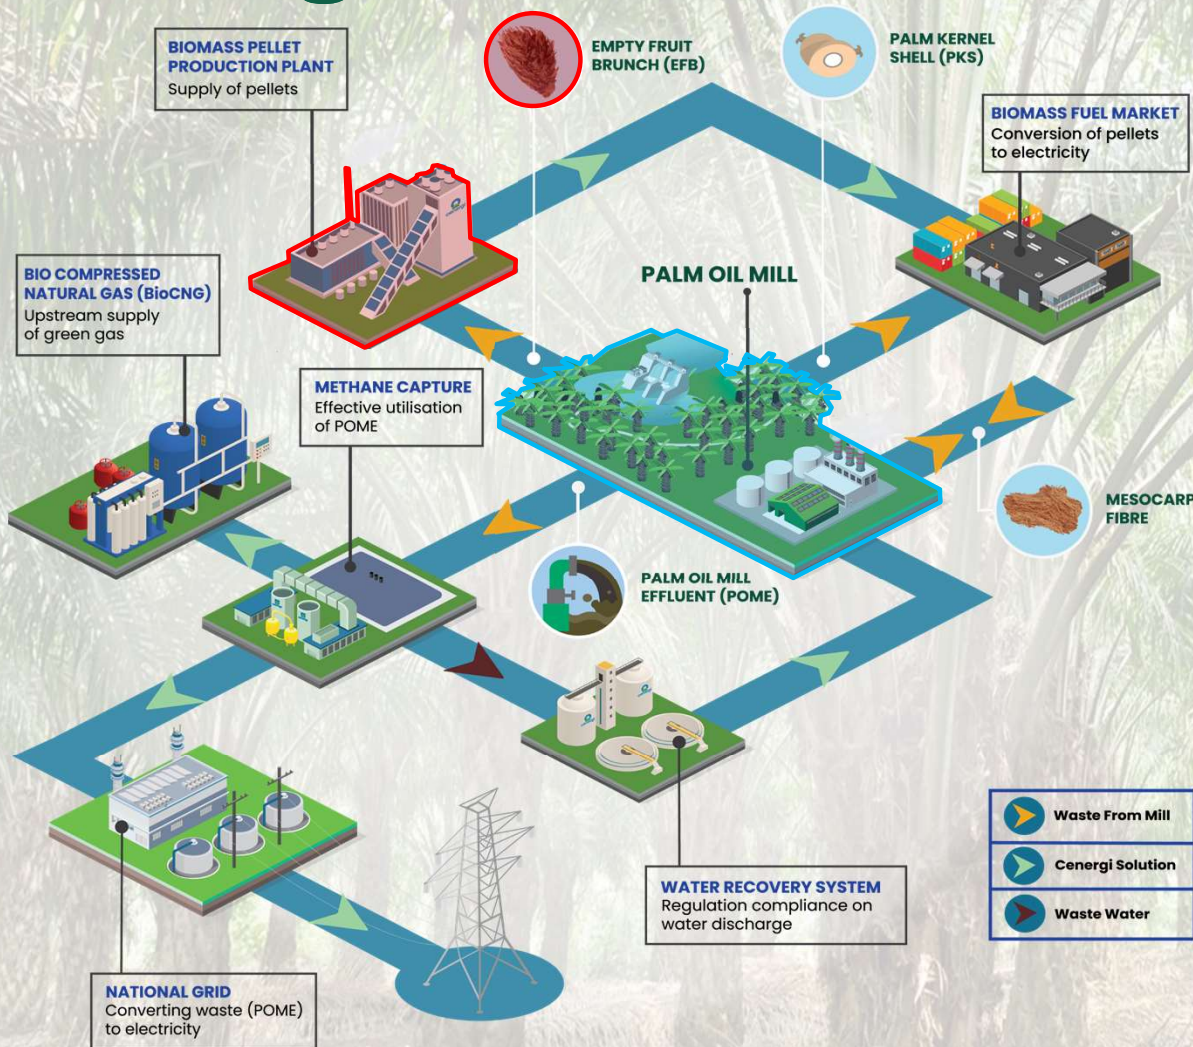 BIOMASS PELLET
PRODUCTION PLANT
Supply of pellets
EMPTY FRUIT
BRUNCH (EFB)
PALM KERNEL
SHELL (PKS)
BIOMASS FUEL MARKET
Conversion of pellets
to electricity
BIO COMPRESSED
NATURAL GAS (BioCNG)
Upstream supply
of green gas
PALM OIL MILL
METHANE CAPTURE
Effective utilisation
of POME
MESOCARP
FIBRE
PALM OIL MILL
EFFLUENT (POME)
WATER RECOVERY SYSTEM
Regulation compliance on
water discharge
NATIONAL GRID
Converting waste (POME)
to electricity
Waste From Mill
Cenergi Solution
Waste Water